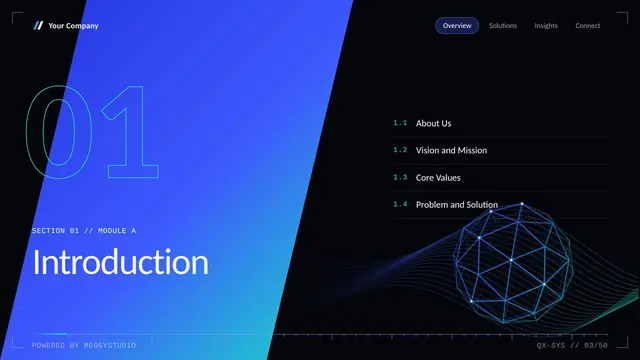 Your Company
Overview Solutions Insights Connect
01
1.1 About Us
1.2 Vision and Mission
1.3 Core Values
1.4 Problem and Solution
SECTION 01 // MODULE A
Introduction
POWERED BY MEGGYSTUDIO
QX-SYS // 03/50